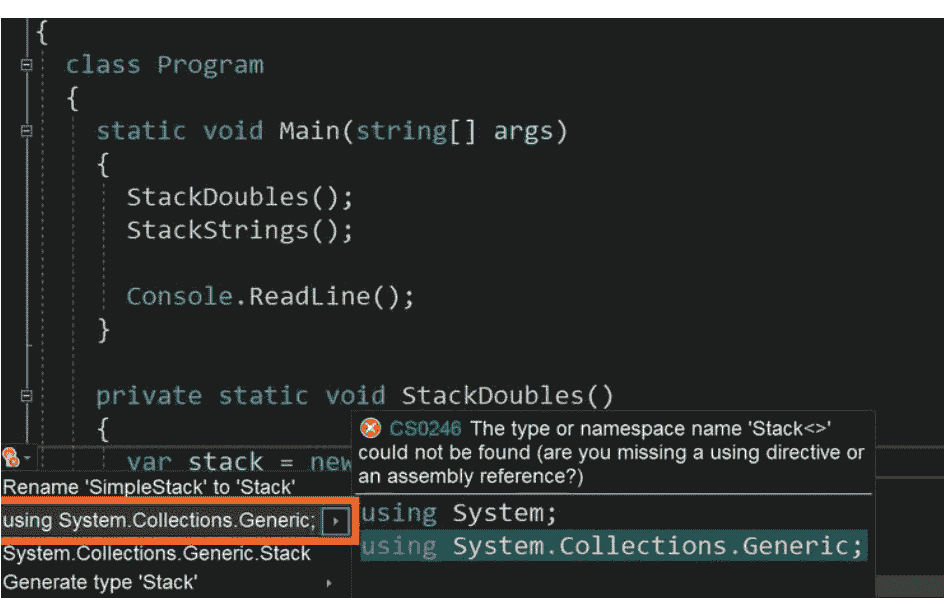 {
class Program
{
static void Main(string[] args)
{
StackDoubles();
StackStrings();
Console.ReadLine();
}
private static void StackDoubles()
{
var stack = new
Rename 'SimpleStack' to 'Stack'
using System.Collections.Generic;
System.Collections.Generic.Stack
Generate type 'Stack'
CS0246 The type or namespace name 'Stack<>'
could not be found (are you missing a using directive or
an assembly reference?)
using System;
using System.Collections.Generic;